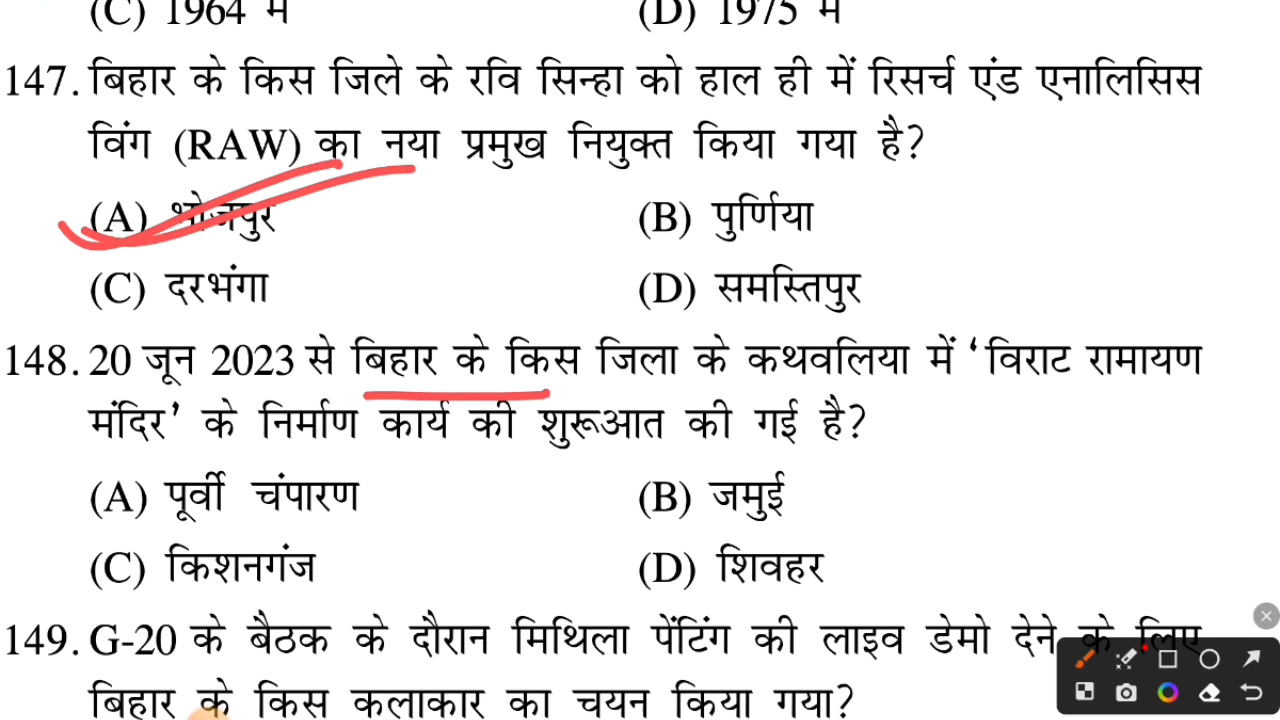 (C) 1964 में (D) 1975 में
147. बिहार के किस जिले के रवि सिन्हा को हाल ही में रिसर्च एंड एनालिसिस
विंग (RAW) का नया प्रमुख नियुक्त किया गया है?
(A) भोजपुर (B) पुर्णिया
(C) दरभंगा (D) समस्तिपुर
148. 20 जून 2023 से बिहार के किस जिला के कथवलिया में ‘विराट रामायण
मंदिर’ के निर्माण कार्य की शुरूआत की गई है?
(A) पूर्वी चंपारण (B) जमुई
(C) किशनगंज (D) शिवहर
149. G-20 के बैठक के दौरान मिथिला पेंटिंग की लाइव डेमो देने के लिए
बिहार के किस कलाकार का चयन किया गया?